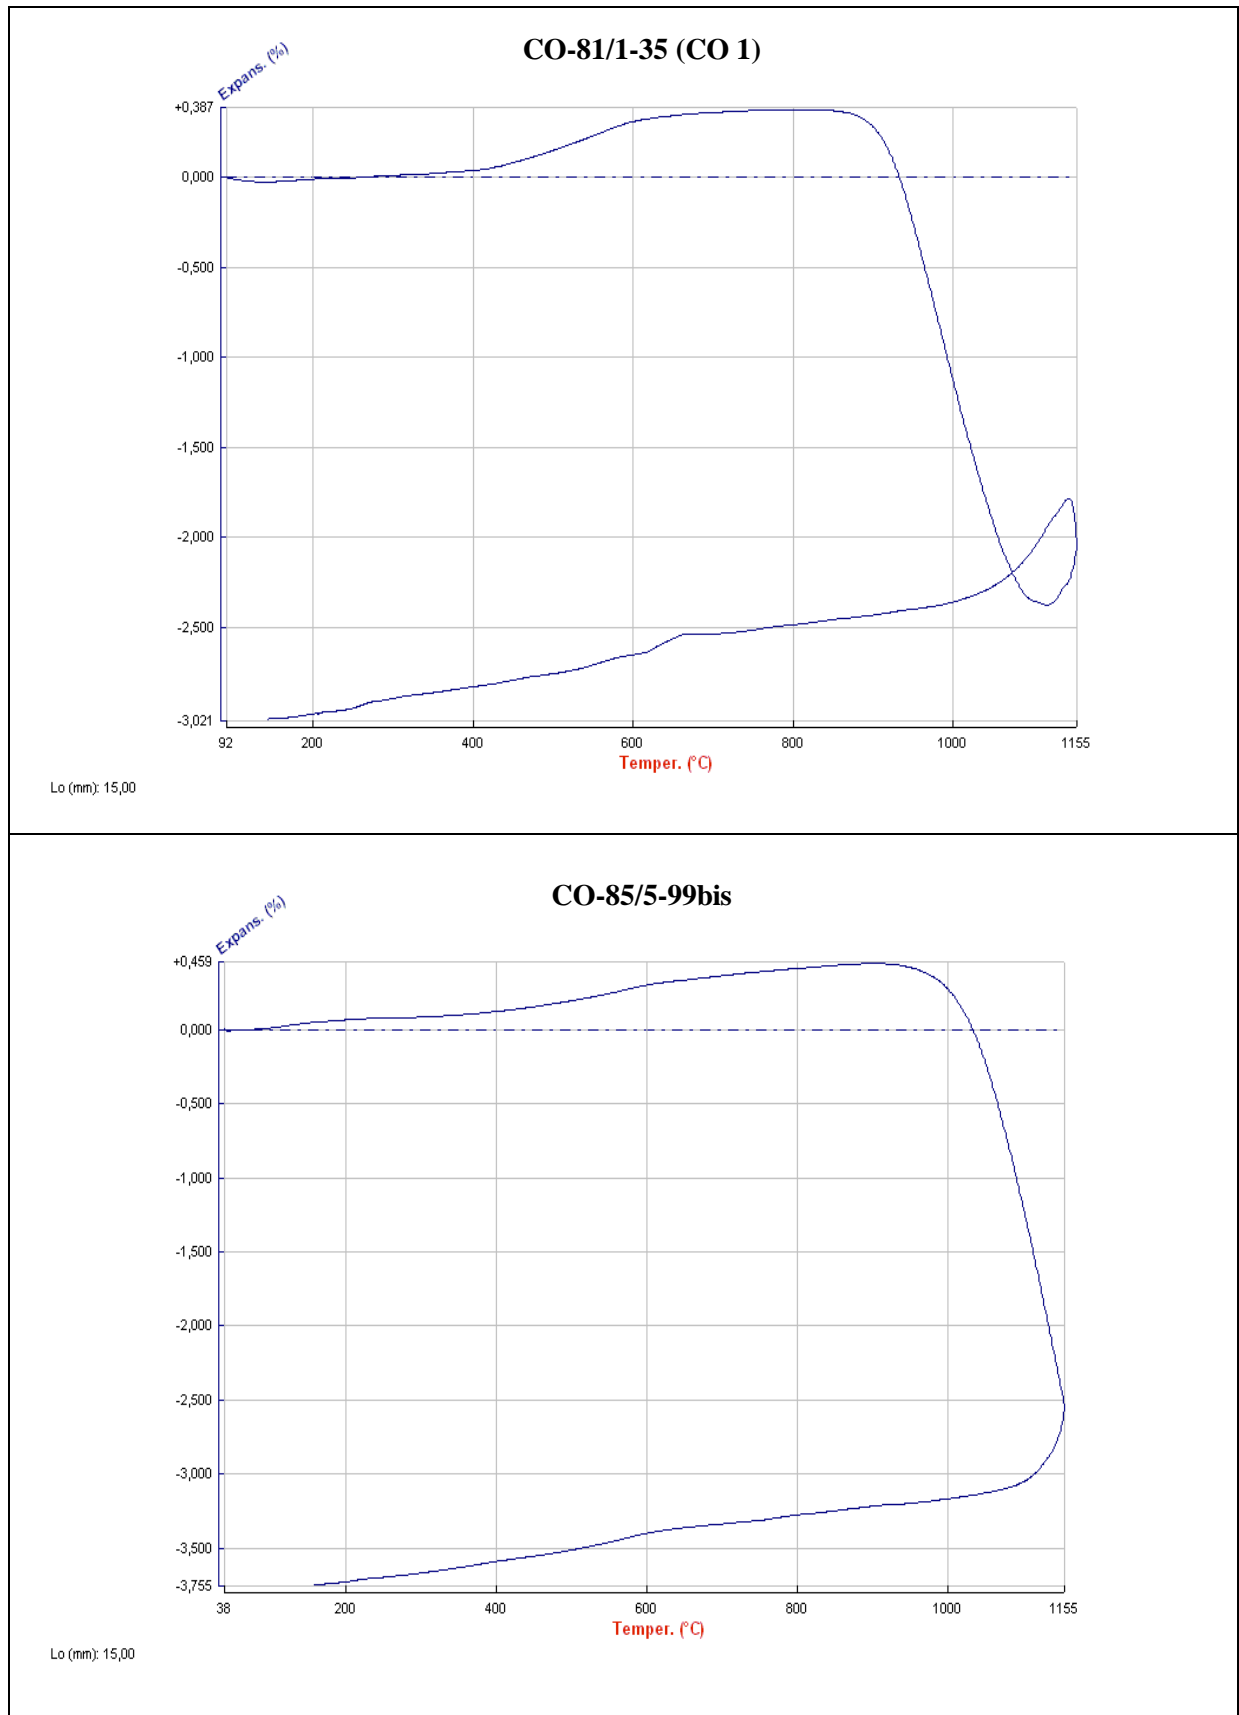 CO-81/1-35 (CO 1)
Expans. (%)
+0,387
0,000
-0,500
-1,000
-1,500
-2,000
-2,500
-3,021
92 200 400 600 800 1000 1155
Temper. (°C)
Lo (mm): 15,00
CO-85/5-99bis
Expans. (%)
+0,459
0,000
-0,500
-1,000
-1,500
-2,000
-2,500
-3,000
-3,500
-3,755
38 200 400 600 800 1000 1155
Temper. (°C)
Lo (mm): 15,00